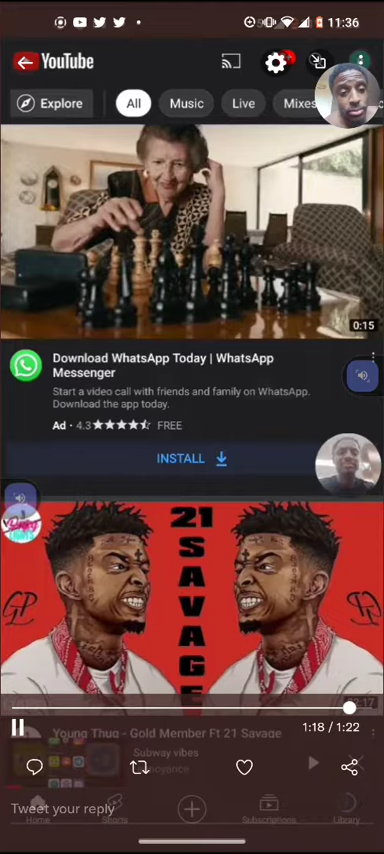 11:36
YouTube
Explore
All
Music
Live
Mixes
0:15
Download WhatsApp Today | WhatsApp
Messenger
Start a video call with friends and family on WhatsApp.
Download the app today.
Ad · 4.3★★★★★ FREE
INSTALL
21
SAVAGE
1:18 / 1:22
Young Thug - Gold Member Ft 21 Savage
Subway vibes
Tweet your reply
Home
Shorts
Subscriptions
Library